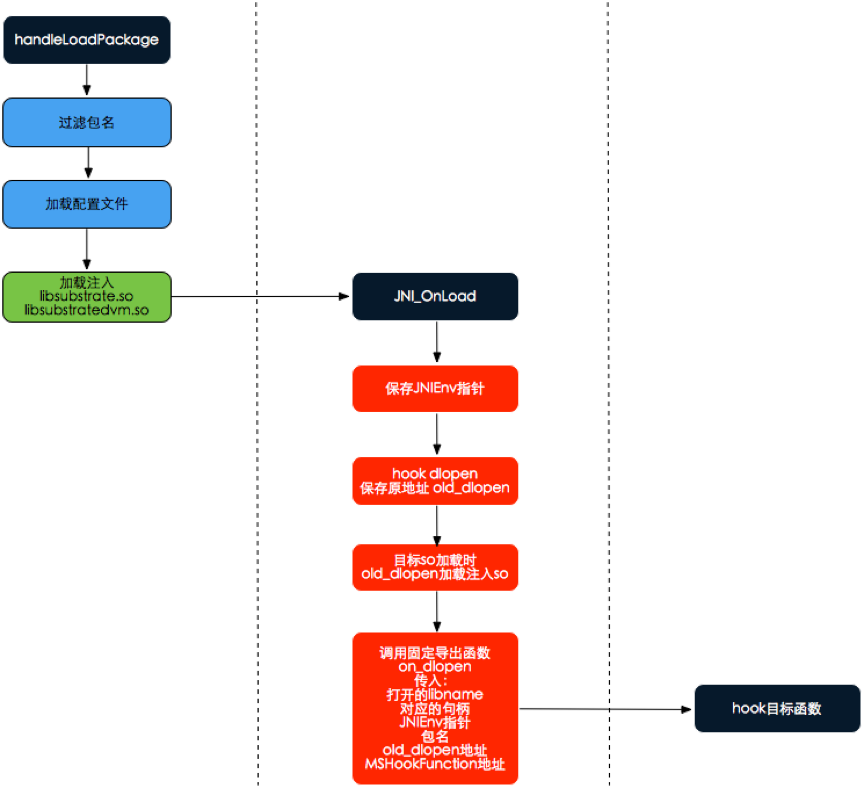 handleLoadPackage
过滤包名
加载配置文件
加载注入
libsubstrate.so
libsubstratedvm.so
JNI_OnLoad
保存JNIEnv指针
hook dlopen
保存原地址 old_dlopen
目标so加载时
old_dlopen加载注入so
调用固定导出函数
on_dlopen
传入：
打开的libname
对应的句柄
JNIEnv指针
包名
old_dlopen地址
MSHookFunction地址
hook目标函数